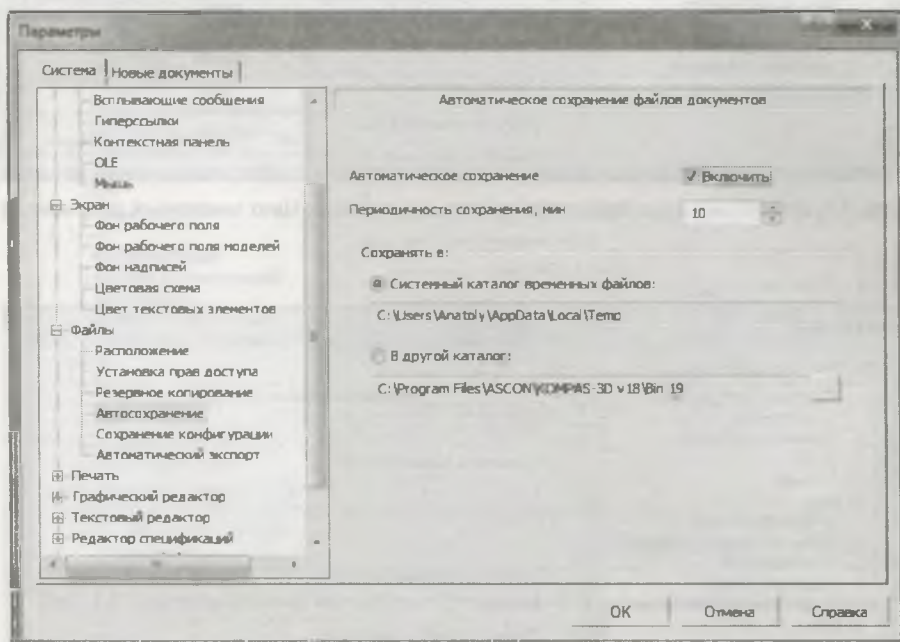 Параметры
Система
Новые документы
Всплывающие сообщения
Гиперссылки
Контекстная панель
OLE
Мышь
Экран
Фон рабочего поля
Фон рабочего поля моделей
Фон надписей
Цветовая схема
Цвет текстовых элементов
Файлы
Расположение
Установка прав доступа
Резервное копирование
Автосохранение
Сохранение конфигурации
Автоматический экспорт
Печать
Графический редактор
Текстовый редактор
Редактор спецификаций
Автоматическое сохранение файлов документов
Автоматическое сохранение
Включить
Периодичность сохранения, мин
10
Сохранять в:
Системный каталог временных файлов:
C:\Users\Anatoly\AppData\Local\Temp
В другой каталог:
C:\Program Files\ASCON\KOMPAS-3D v18\Bin 19
OK
Отмена
Справка